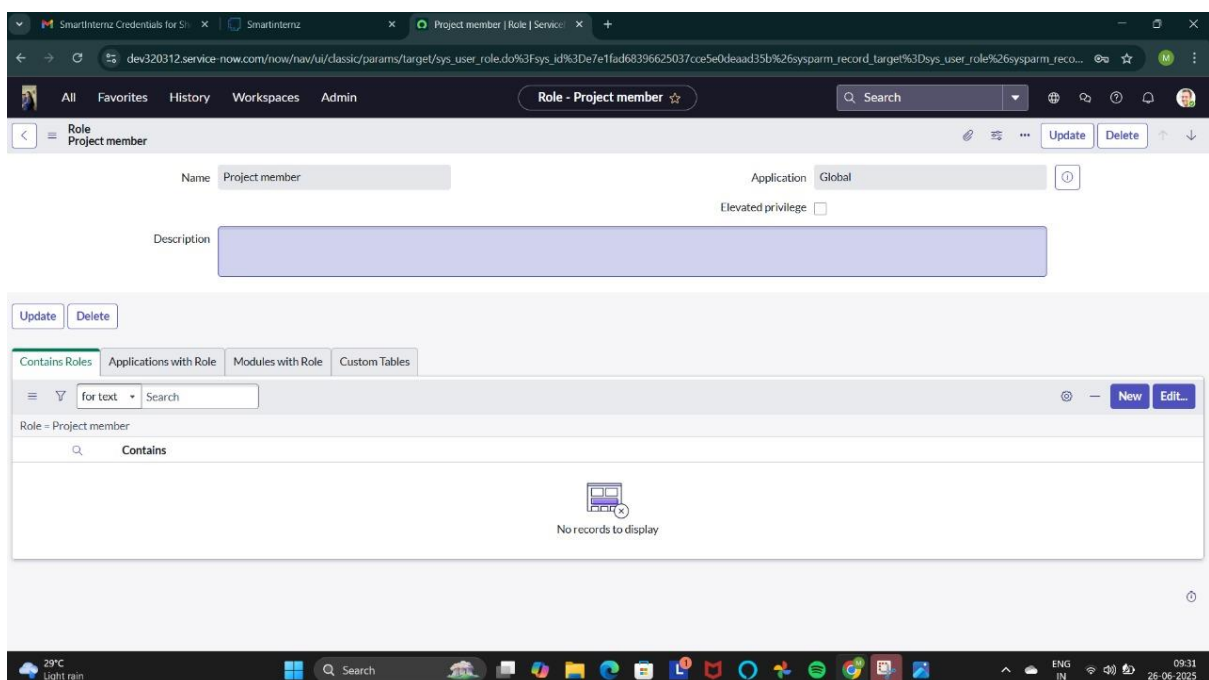 SmartInternz Credentials for Sh
Smartinternz
Project member | Role | Service
dev320312.service-now.com/now/nav/ui/classic/params/target/sys_user_role.do%3Fsys_id%3De7e1fad68396625037cce5e0deaad35b%26sysparm_record_target%3Dsys_user_role%26sysparm_reco...
M
All Favorites History Workspaces Admin
Role - Project member
Search
Role
Project member
Update Delete
Name Project member
Application Global
Elevated privilege
Description
Update Delete
Contains Roles Applications with Role Modules with Role Custom Tables
for text Search
New Edit...
Role = Project member
Contains
No records to display
29°C
Light rain
Search
ENG
IN
09:31
26-06-2025